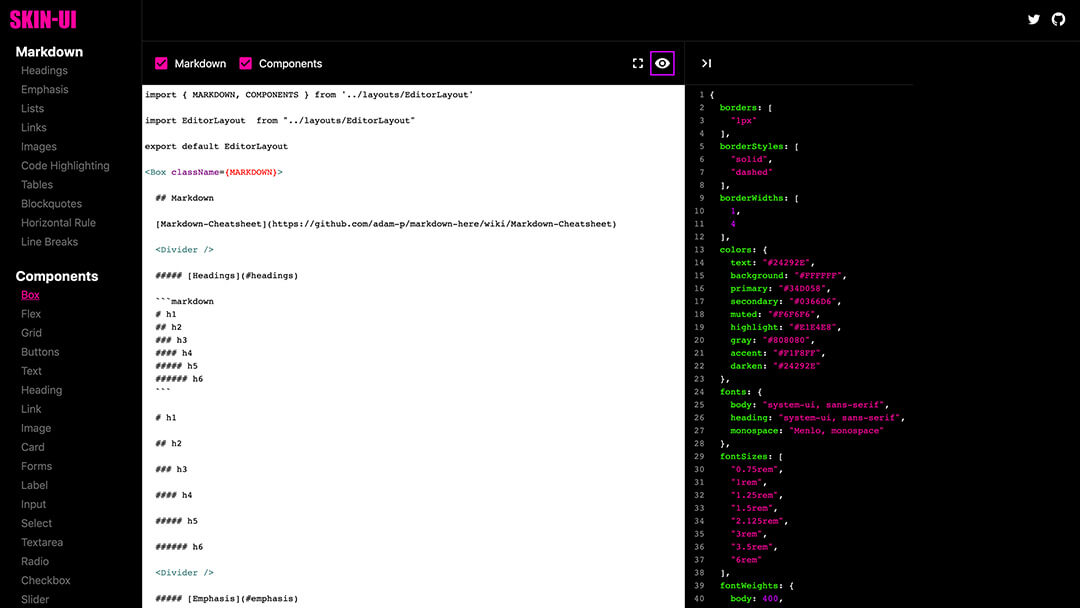 SKIN-UI
Markdown
Headings
Emphasis
Lists
Links
Images
Code Highlighting
Tables
Blockquotes
Horizontal Rule
Line Breaks
Components
Box
Flex
Grid
Buttons
Text
Heading
Link
Image
Card
Forms
Label
Input
Select
Textarea
Radio
Checkbox
Slider
Markdown Components
import { MARKDOWN, COMPONENTS } from '../layouts/EditorLayout'
import EditorLayout  from "../layouts/EditorLayout"
export default EditorLayout
<Box className={MARKDOWN}>
## Markdown
[Markdown-Cheatsheet](https://github.com/adam-p/markdown-here/wiki/Markdown-Cheatsheet)
<Divider />
##### [Headings](#headings)
```markdown
# h1
## h2
### h3
#### h4
##### h5
###### h6
```
# h1
## h2
### h3
#### h4
##### h5
###### h6
<Divider />
##### [Emphasis](#emphasis)
1 {
2 borders: [
3 "1px"
4 ],
5 borderStyles: [
6 "solid",
7 "dashed"
8 ],
9 borderWidths: [
10 1,
11 4
12 ],
13 colors: {
14 text: "#24292E",
15 background: "#FFFFFF",
16 primary: "#34D058",
17 secondary: "#0366D6",
18 muted: "#F6F6F6",
19 highlight: "#E1E4E8",
20 gray: "#808080",
21 accent: "#F1F8FF",
22 darken: "#24292E"
23 },
24 fonts: {
25 body: "system-ui, sans-serif",
26 heading: "system-ui, sans-serif",
27 monospace: "Menlo, monospace"
28 },
29 fontSizes: [
30 "0.75rem",
31 "1rem",
32 "1.25rem",
33 "1.5rem",
34 "2.125rem",
35 "3rem",
36 "3.5rem",
37 "6rem"
38 ],
39 fontWeights: {
40 body: 400,